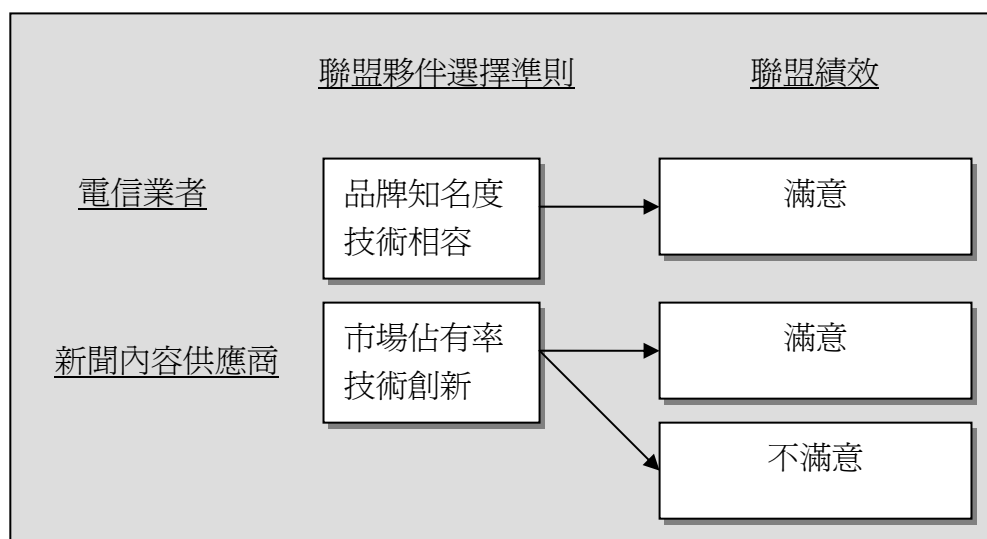 聯盟夥伴選擇準則
聯盟績效
電信業者
品牌知名度
技術相容
滿意
新聞內容供應商
市場佔有率
技術創新
滿意
不滿意